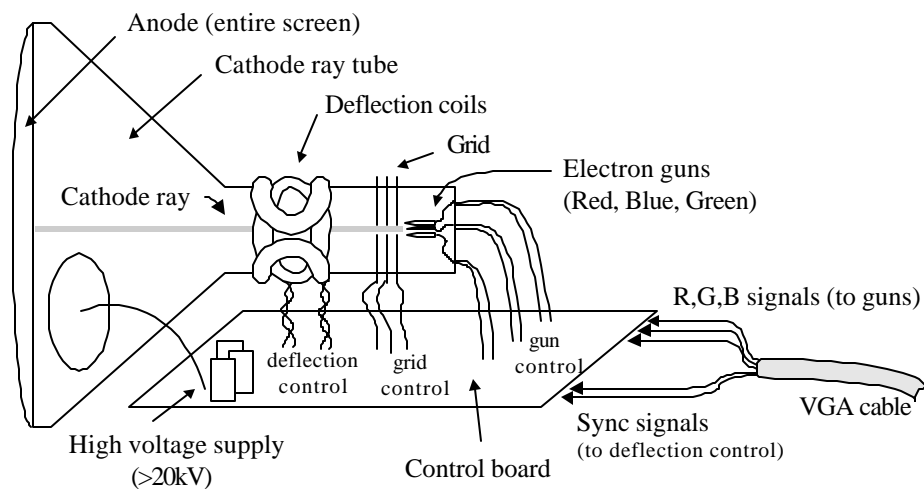 Anode (entire screen)
Cathode ray tube
Deflection coils
Grid
Electron guns
(Red, Blue, Green)
Cathode ray
R,G,B signals (to guns)
deflection
control
grid
control
gun
control
VGA cable
High voltage supply
(>20kV)
Control board
Sync signals
(to deflection control)